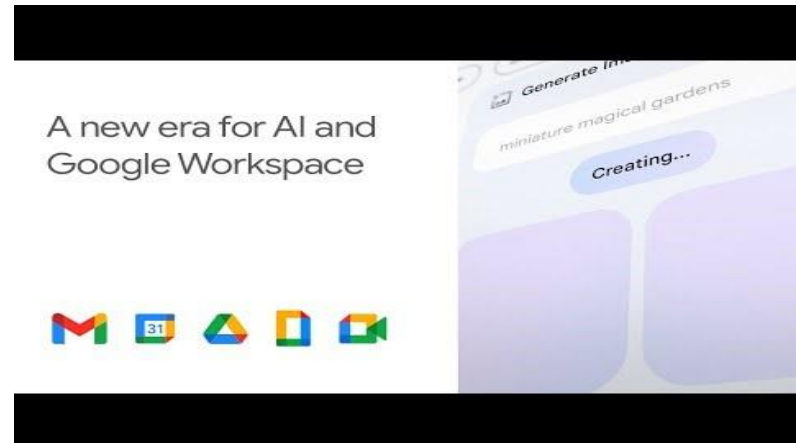 A new era for AI and
Google Workspace
31
Generate
miniature magical gardens
Creating...